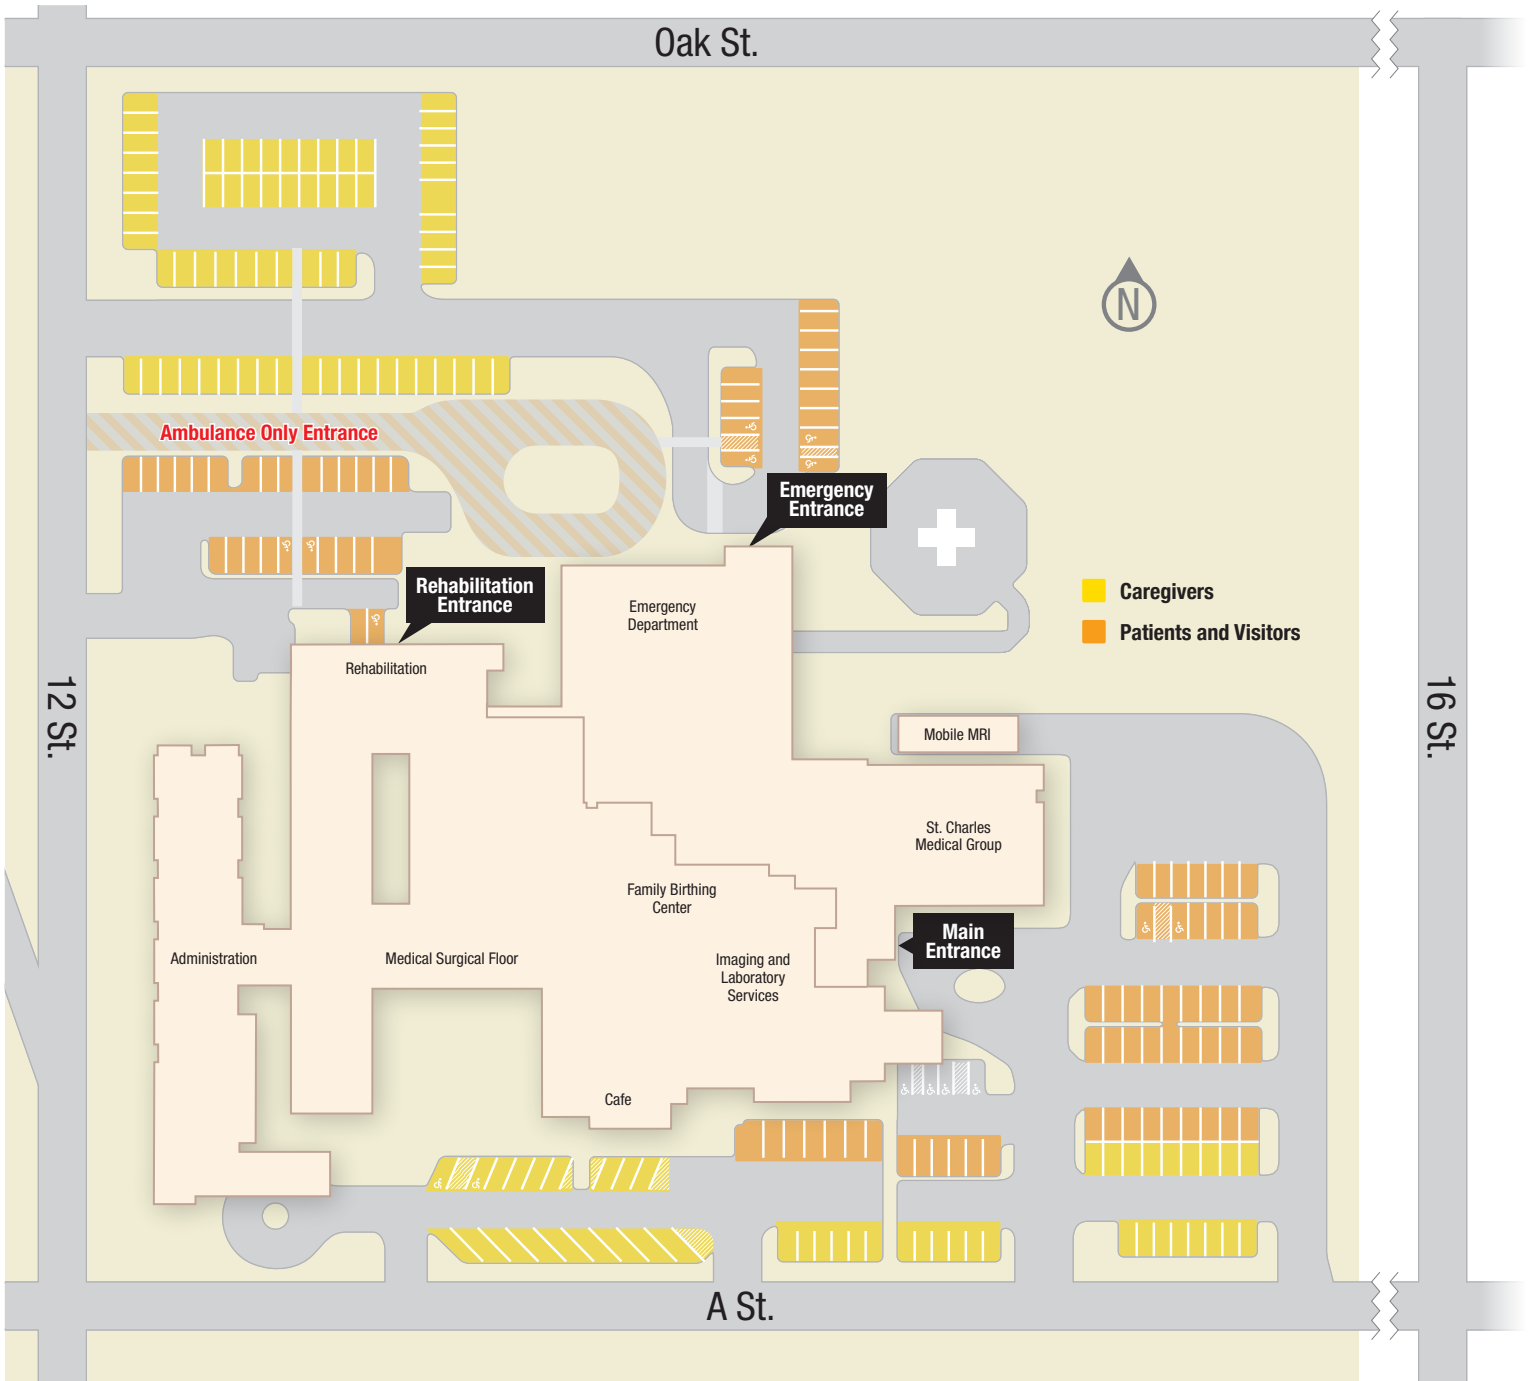 Oak St.
N
Ambulance Only Entrance
Emergency
Entrance
Rehabilitation
Entrance
Emergency
Department
Caregivers
Patients and Visitors
Rehabilitation
12 St.
16 St.
Mobile MRI
St. Charles
Medical Group
Family Birthing
Center
Main
Entrance
Administration
Medical Surgical Floor
Imaging and
Laboratory
Services
Cafe
A St.